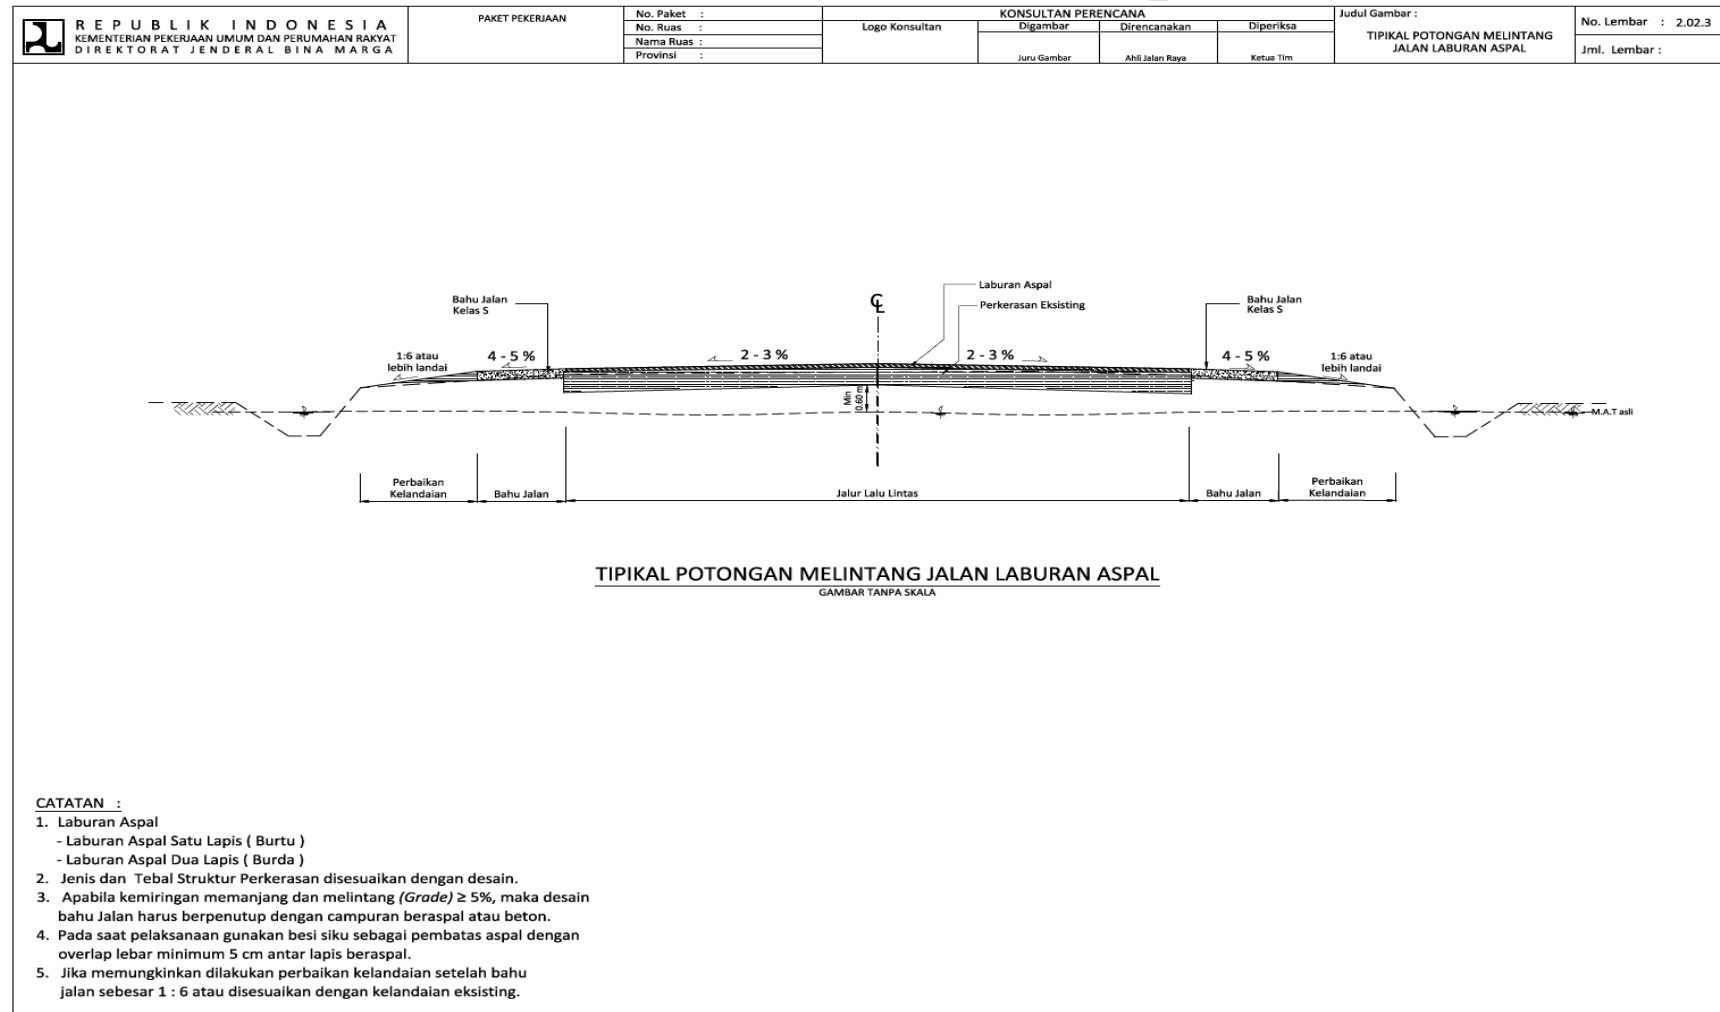 REPUBLIK INDONESIA
KEMENTERIAN PEKERJAAN UMUM DAN PERUMAHAN RAKYAT
DIREKTORAT JENDERAL BINA MARGA
PAKET PEKERJAAN
No. Paket :
No. Ruas :
Nama Ruas :
Provinsi :
KONSULTAN PERENCANA
Logo Konsultan
Digambar
Juru Gambar
Direncanakan
Ahli Jalan Raya
Diperiksa
Ketua Tim
Judul Gambar :
TIPIKAL POTONGAN MELINTANG
JALAN LABURAN ASPAL
No. Lembar : 2.02.3
Jml. Lembar :
Laburan Aspal
Perkerasan Eksisting
Bahu Jalan
Kelas S
CL
Bahu Jalan
Kelas S
1:6 atau
lebih landai
4 - 5 %
2 - 3 %
2 - 3 %
4 - 5 %
1:6 atau
lebih landai
Min
0.60 m
M.A.T asli
Perbaikan
Kelandaian
Bahu Jalan
Jalur Lalu Lintas
Bahu Jalan
Perbaikan
Kelandaian
TIPIKAL POTONGAN MELINTANG JALAN LABURAN ASPAL
GAMBAR TANPA SKALA
CATATAN :
1. Laburan Aspal
- Laburan Aspal Satu Lapis ( Burtu )
- Laburan Aspal Dua Lapis ( Burda )
2. Jenis dan Tebal Struktur Perkerasan disesuaikan dengan desain.
3. Apabila kemiringan memanjang dan melintang (Grade) ≥ 5%, maka desain
bahu Jalan harus berpenutup dengan campuran beraspal atau beton.
4. Pada saat pelaksanaan gunakan besi siku sebagai pembatas aspal dengan
overlap lebar minimum 5 cm antar lapis beraspal.
5. Jika memungkinkan dilakukan perbaikan kelandaian setelah bahu
jalan sebesar 1 : 6 atau disesuaikan dengan kelandaian eksisting.